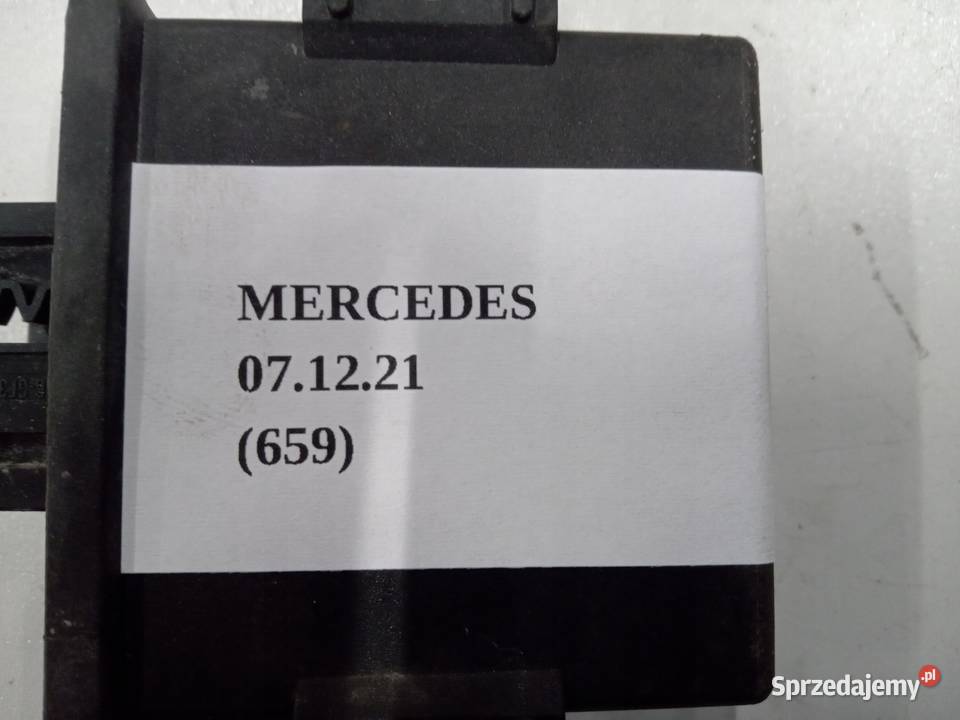 MERCEDES
07.12.21
(659)
Sprzedajemy.pl